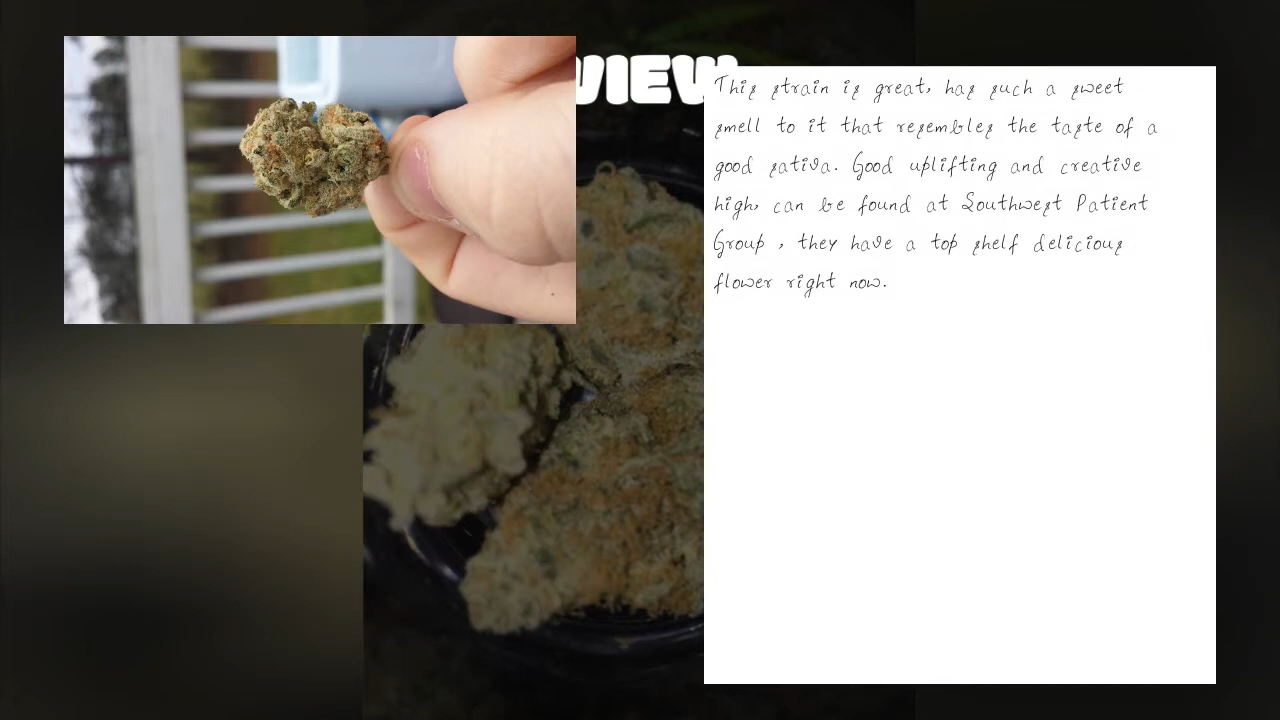 VIEW
This strain is great, has such a sweet
smell to it that resembles the taste of a
good sativa. Good uplifting and creative
high, can be found at Southwest Patient
Group , they have a top shelf delicious
flower right now.